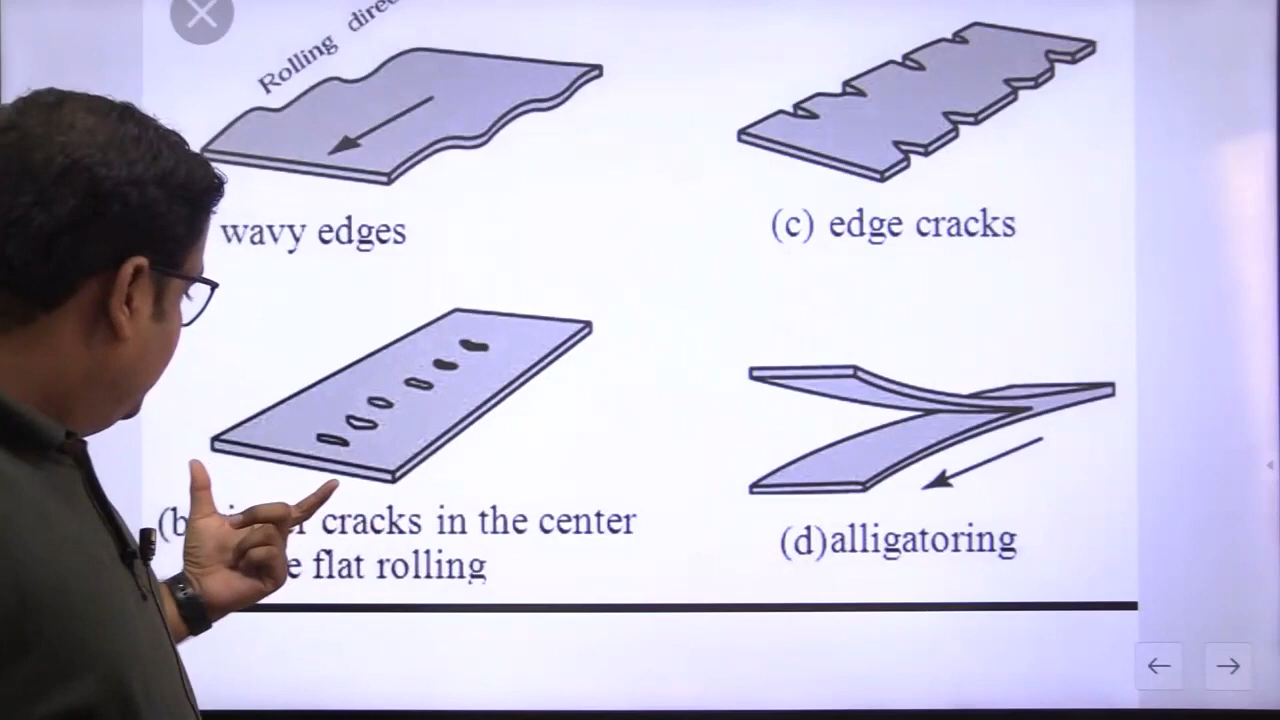 Rolling
wavy edges
(c) edge cracks
(b cracks in the center
flat rolling
(d)alligatoring